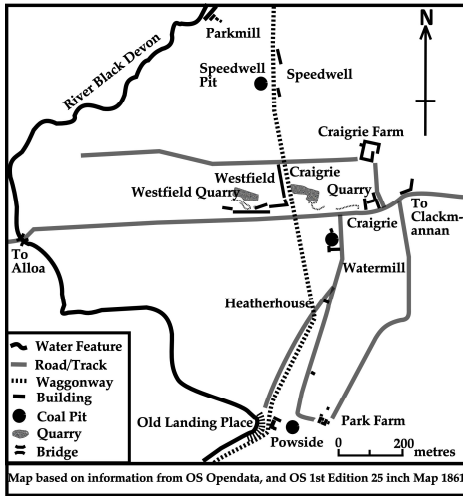 Parkmill
N
River Black Devon
Speedwell
Pit
Speedwell
Craigrie Farm
Westfield
Craigrie
Westfield Quarry
Quarry
To
Clackm-
annan
Craigrie
To
Alloa
Watermill
Heatherhouse
Water Feature
Road/Track
Waggonway
Building
Coal Pit
Quarry
Bridge
Old Landing Place
Park Farm
Powside
0 200
metres
Map based on information from OS Opendata, and OS 1st Edition 25 inch Map 1861